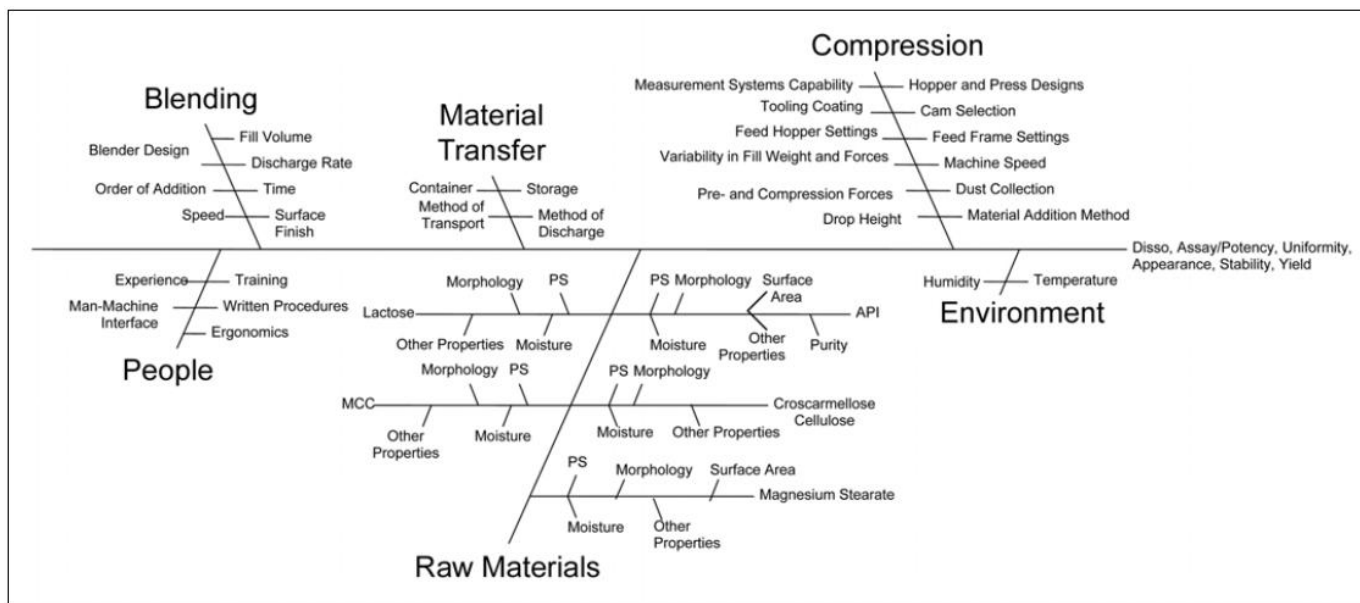 Compression
Measurement Systems Capability
Hopper and Press Designs
Tooling Coating
Cam Selection
Feed Hopper Settings
Feed Frame Settings
Variability in Fill Weight and Forces
Machine Speed
Pre- and Compression Forces
Dust Collection
Drop Height
Material Addition Method
Blending
Fill Volume
Blender Design
Discharge Rate
Order of Addition
Time
Speed
Surface
Finish
Material
Transfer
Container
Storage
Method of
Transport
Method of
Discharge
Disso, Assay/Potency, Uniformity,
Appearance, Stability, Yield
Experience
Training
Man-Machine
Interface
Written Procedures
Ergonomics
People
Humidity
Temperature
Environment
Morphology
PS
Lactose
Other Properties
Moisture
PS
Morphology
Surface
Area
API
Moisture
Other
Properties
Purity
Morphology
PS
MCC
Other
Properties
Moisture
PS
Morphology
Croscarmellose
Cellulose
Moisture
Other Properties
PS
Morphology
Surface Area
Magnesium Stearate
Moisture
Other
Properties
Raw Materials